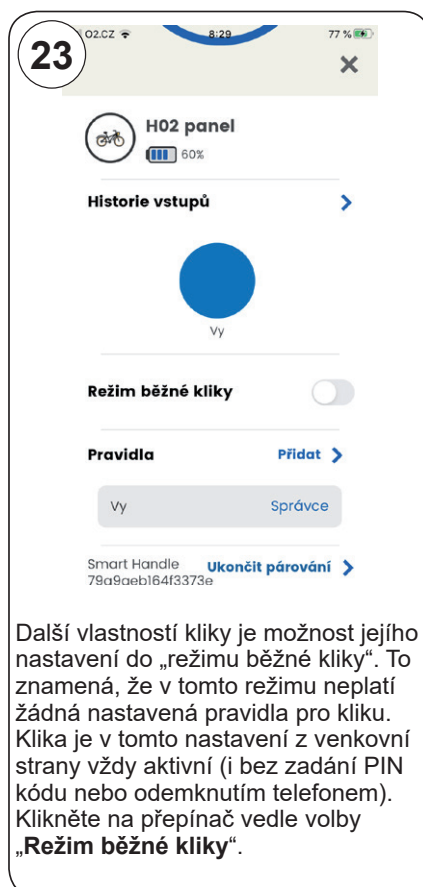 23
O2.CZ 8:29 77 %
H02 panel
60%
Historie vstupů
Vy
Režim běžné kliky
Pravidla Přidat
Vy Správce
Smart Handle Ukončit párování
79a9aeb164f3373e
Další vlastností kliky je možnost jejího
nastavení do „režimu běžné kliky“. To
znamená, že v tomto režimu neplatí
žádná nastavená pravidla pro kliku.
Klika je v tomto nastavení z venkovní
strany vždy aktivní (i bez zadání PIN
kódu nebo odemknutím telefonem).
Klikněte na přepínač vedle volby
„Režim běžné kliky“.